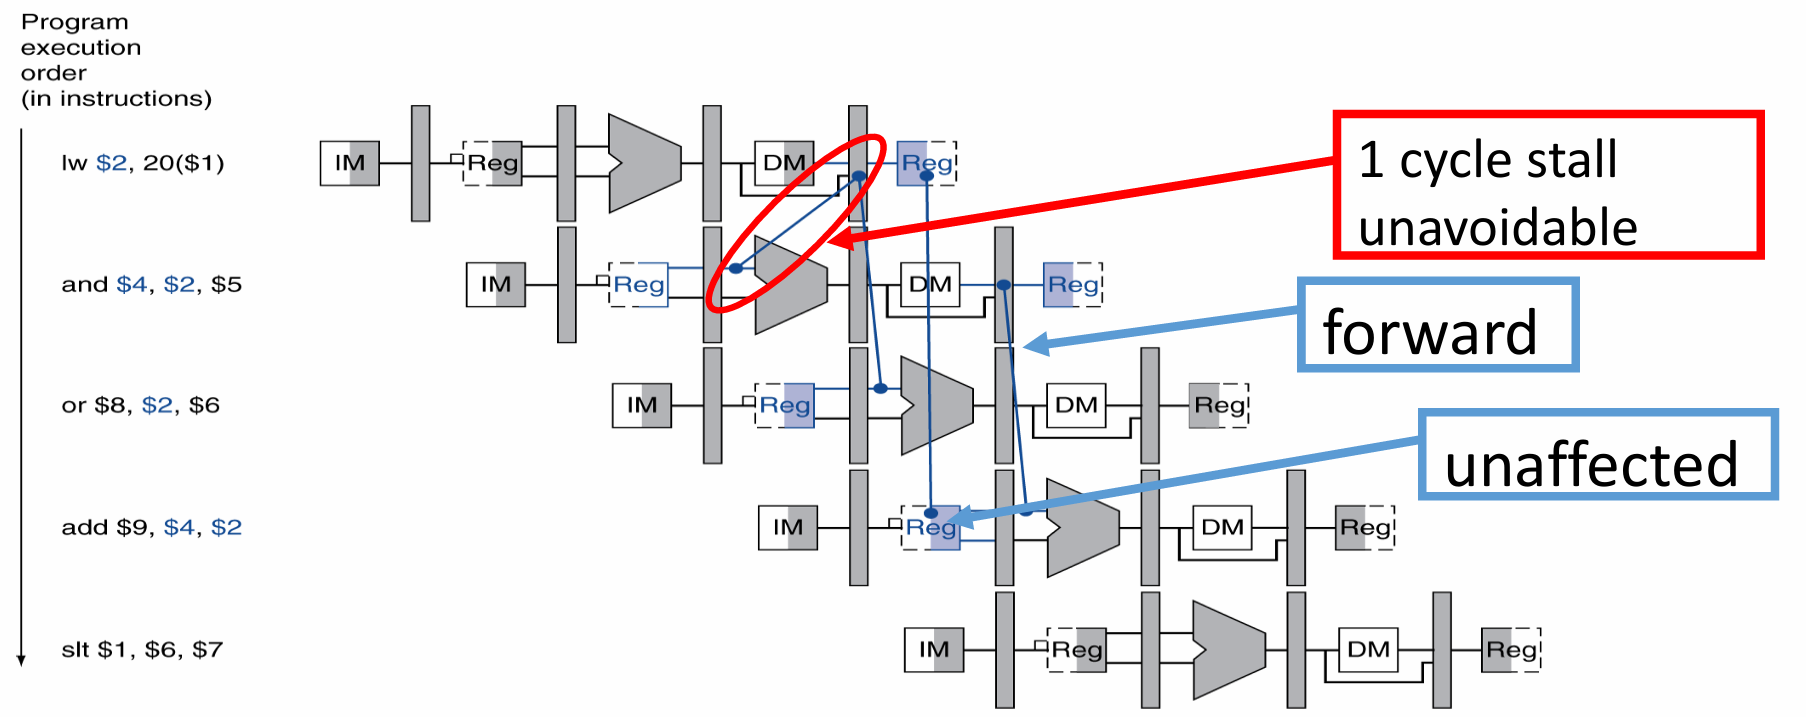 Program
execution
order
(in instructions)
lw $2, 20($1)
IM
Reg
DM
Reg
1 cycle stall
unavoidable
and $4, $2, $5
IM
Reg
DM
Reg
forward
or $8, $2, $6
IM
Reg
DM
Reg
unaffected
add $9, $4, $2
IM
Reg
DM
Reg
slt $1, $6, $7
IM
Reg
DM
Reg